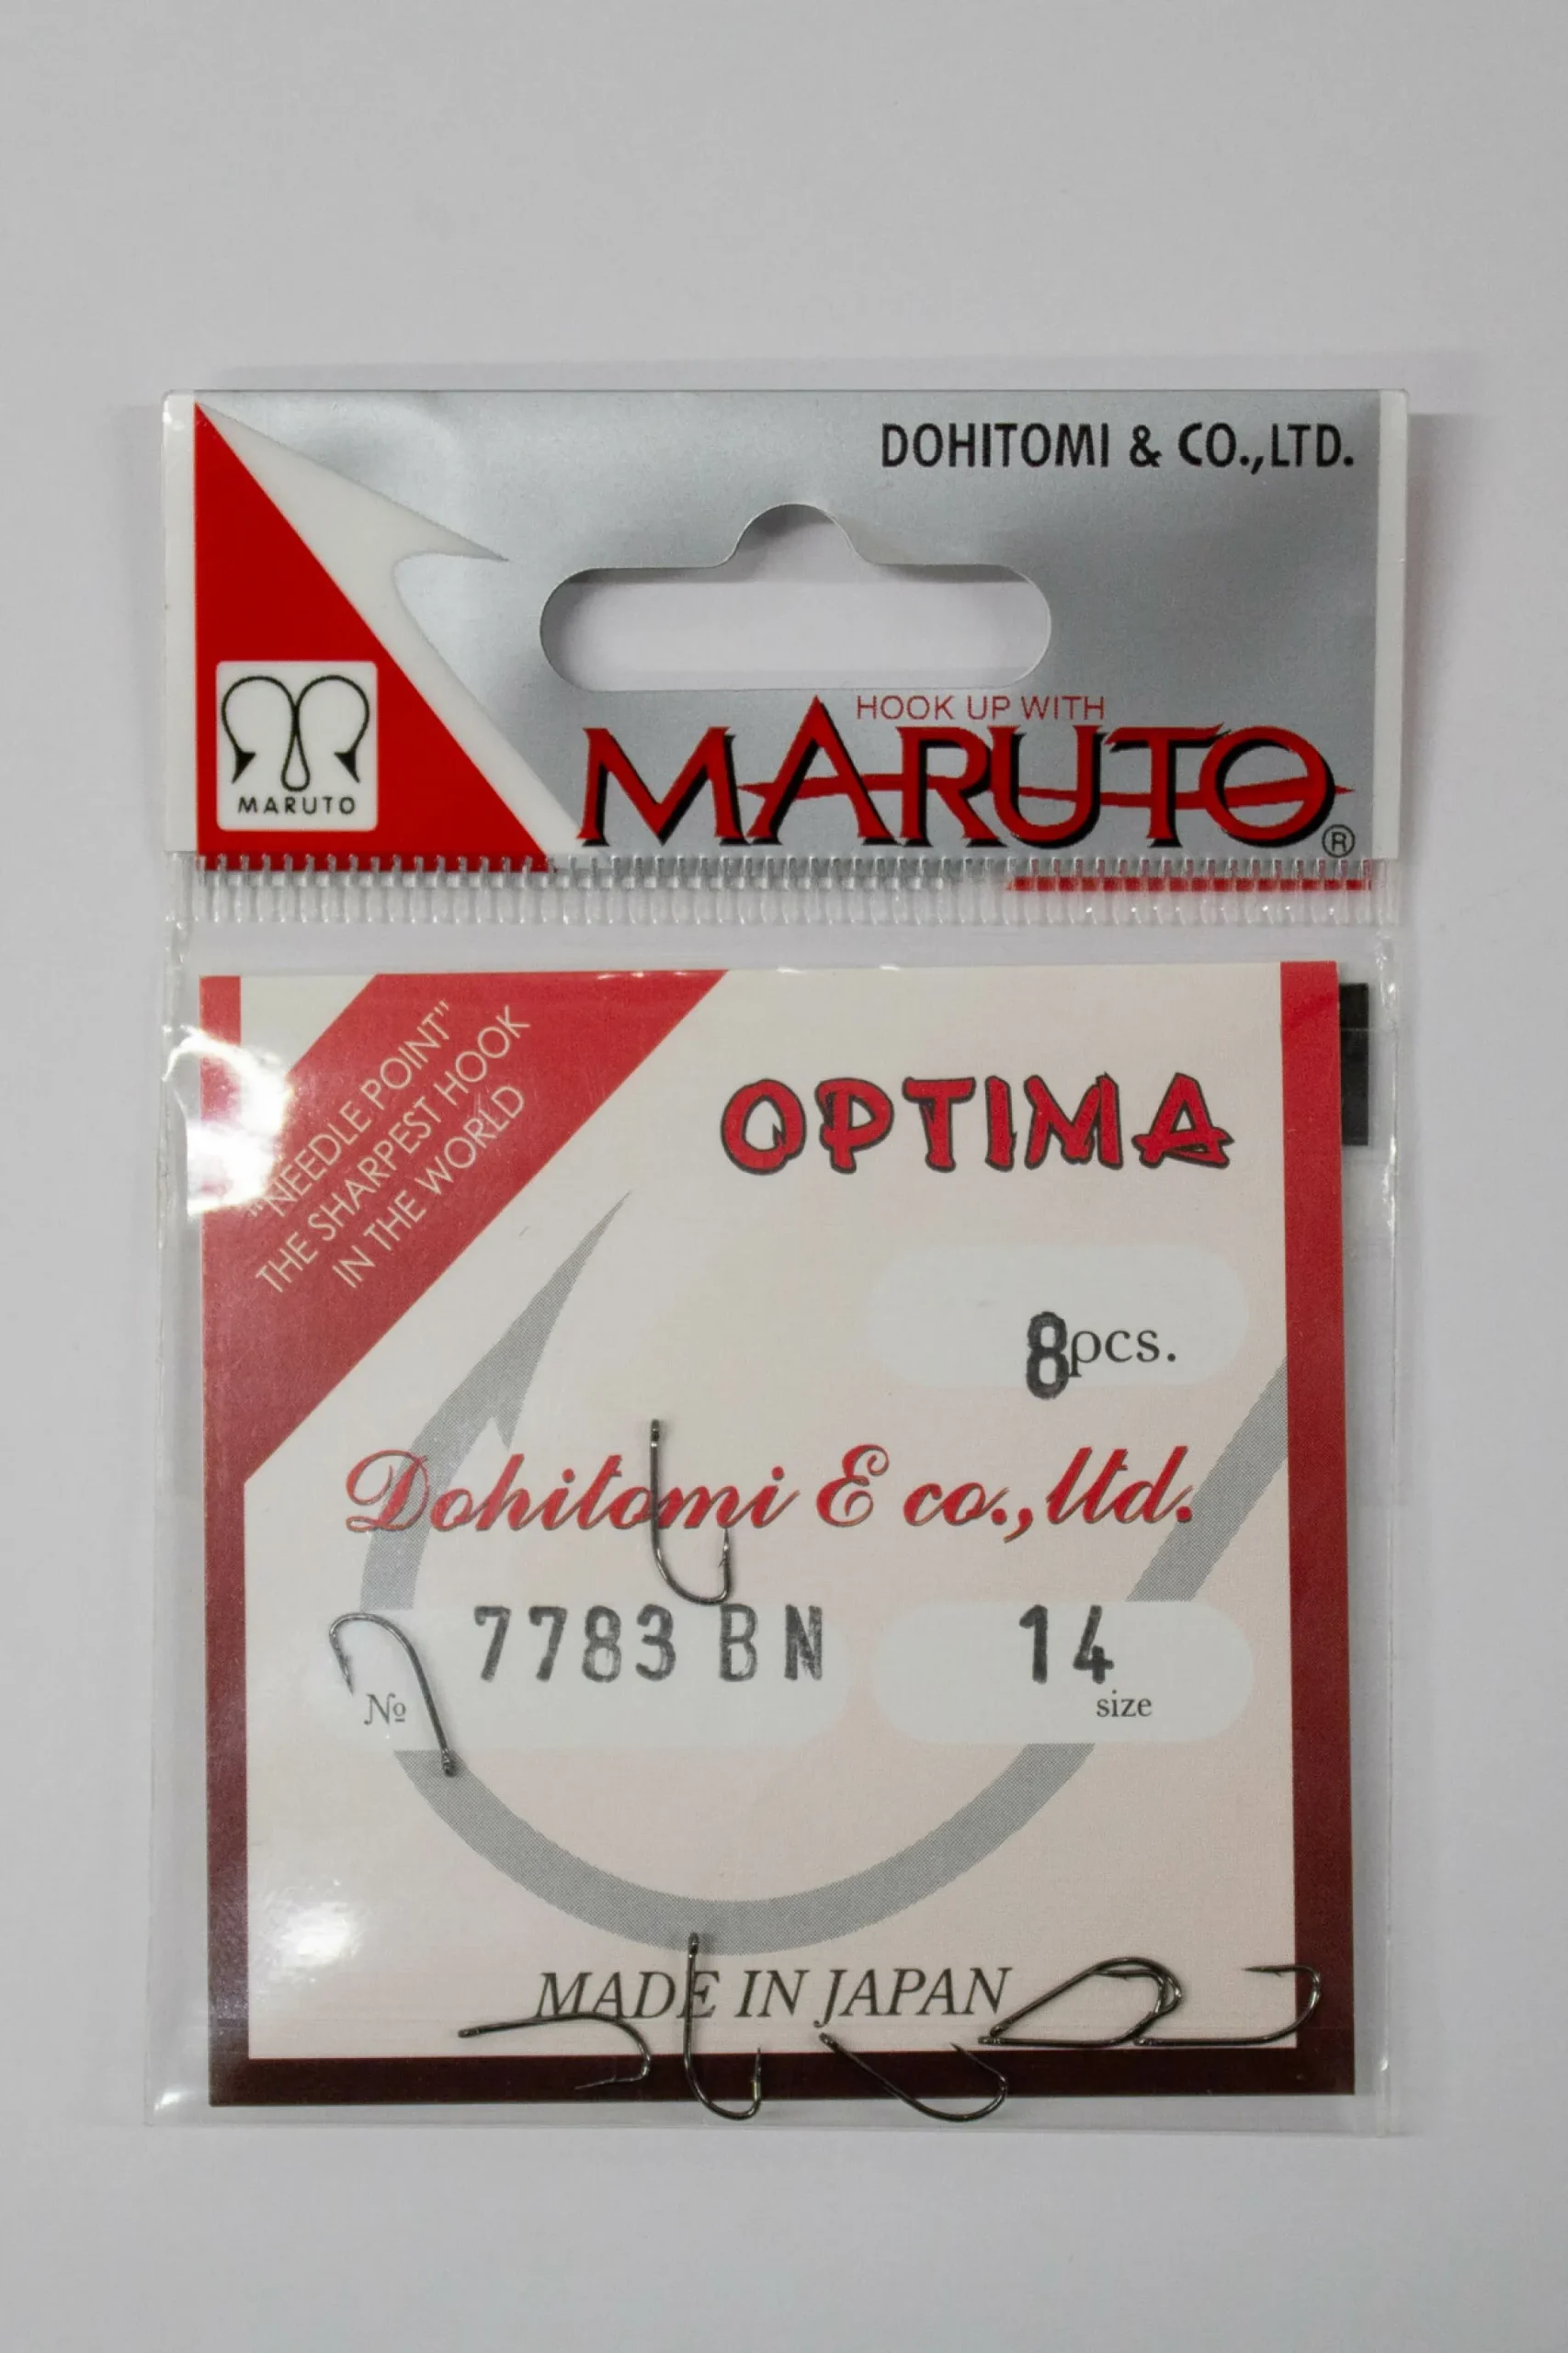 DOHITOMI & CO.,LTD.
HOOK UP WITH
MARUTO®
MARUTO
"NEEDLE POINT"
THE SHARPEST HOOK
IN THE WORLD
OPTIMA
8pcs.
Dohitomi & co.,ltd.
№ 7783 BN
14 size
MADE IN JAPAN